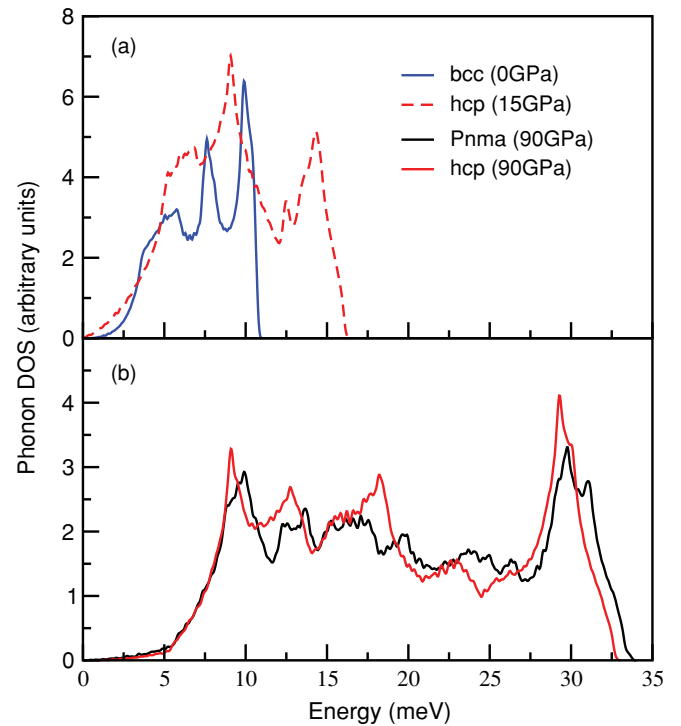 8
(a)
bcc (0GPa)
hcp (15GPa)
Pnma (90GPa)
hcp (90GPa)
6
4
2
0
Phonon DOS (arbitrary units)
(b)
4
3
2
1
0
0 5 10 15 20 25 30 35
Energy (meV)